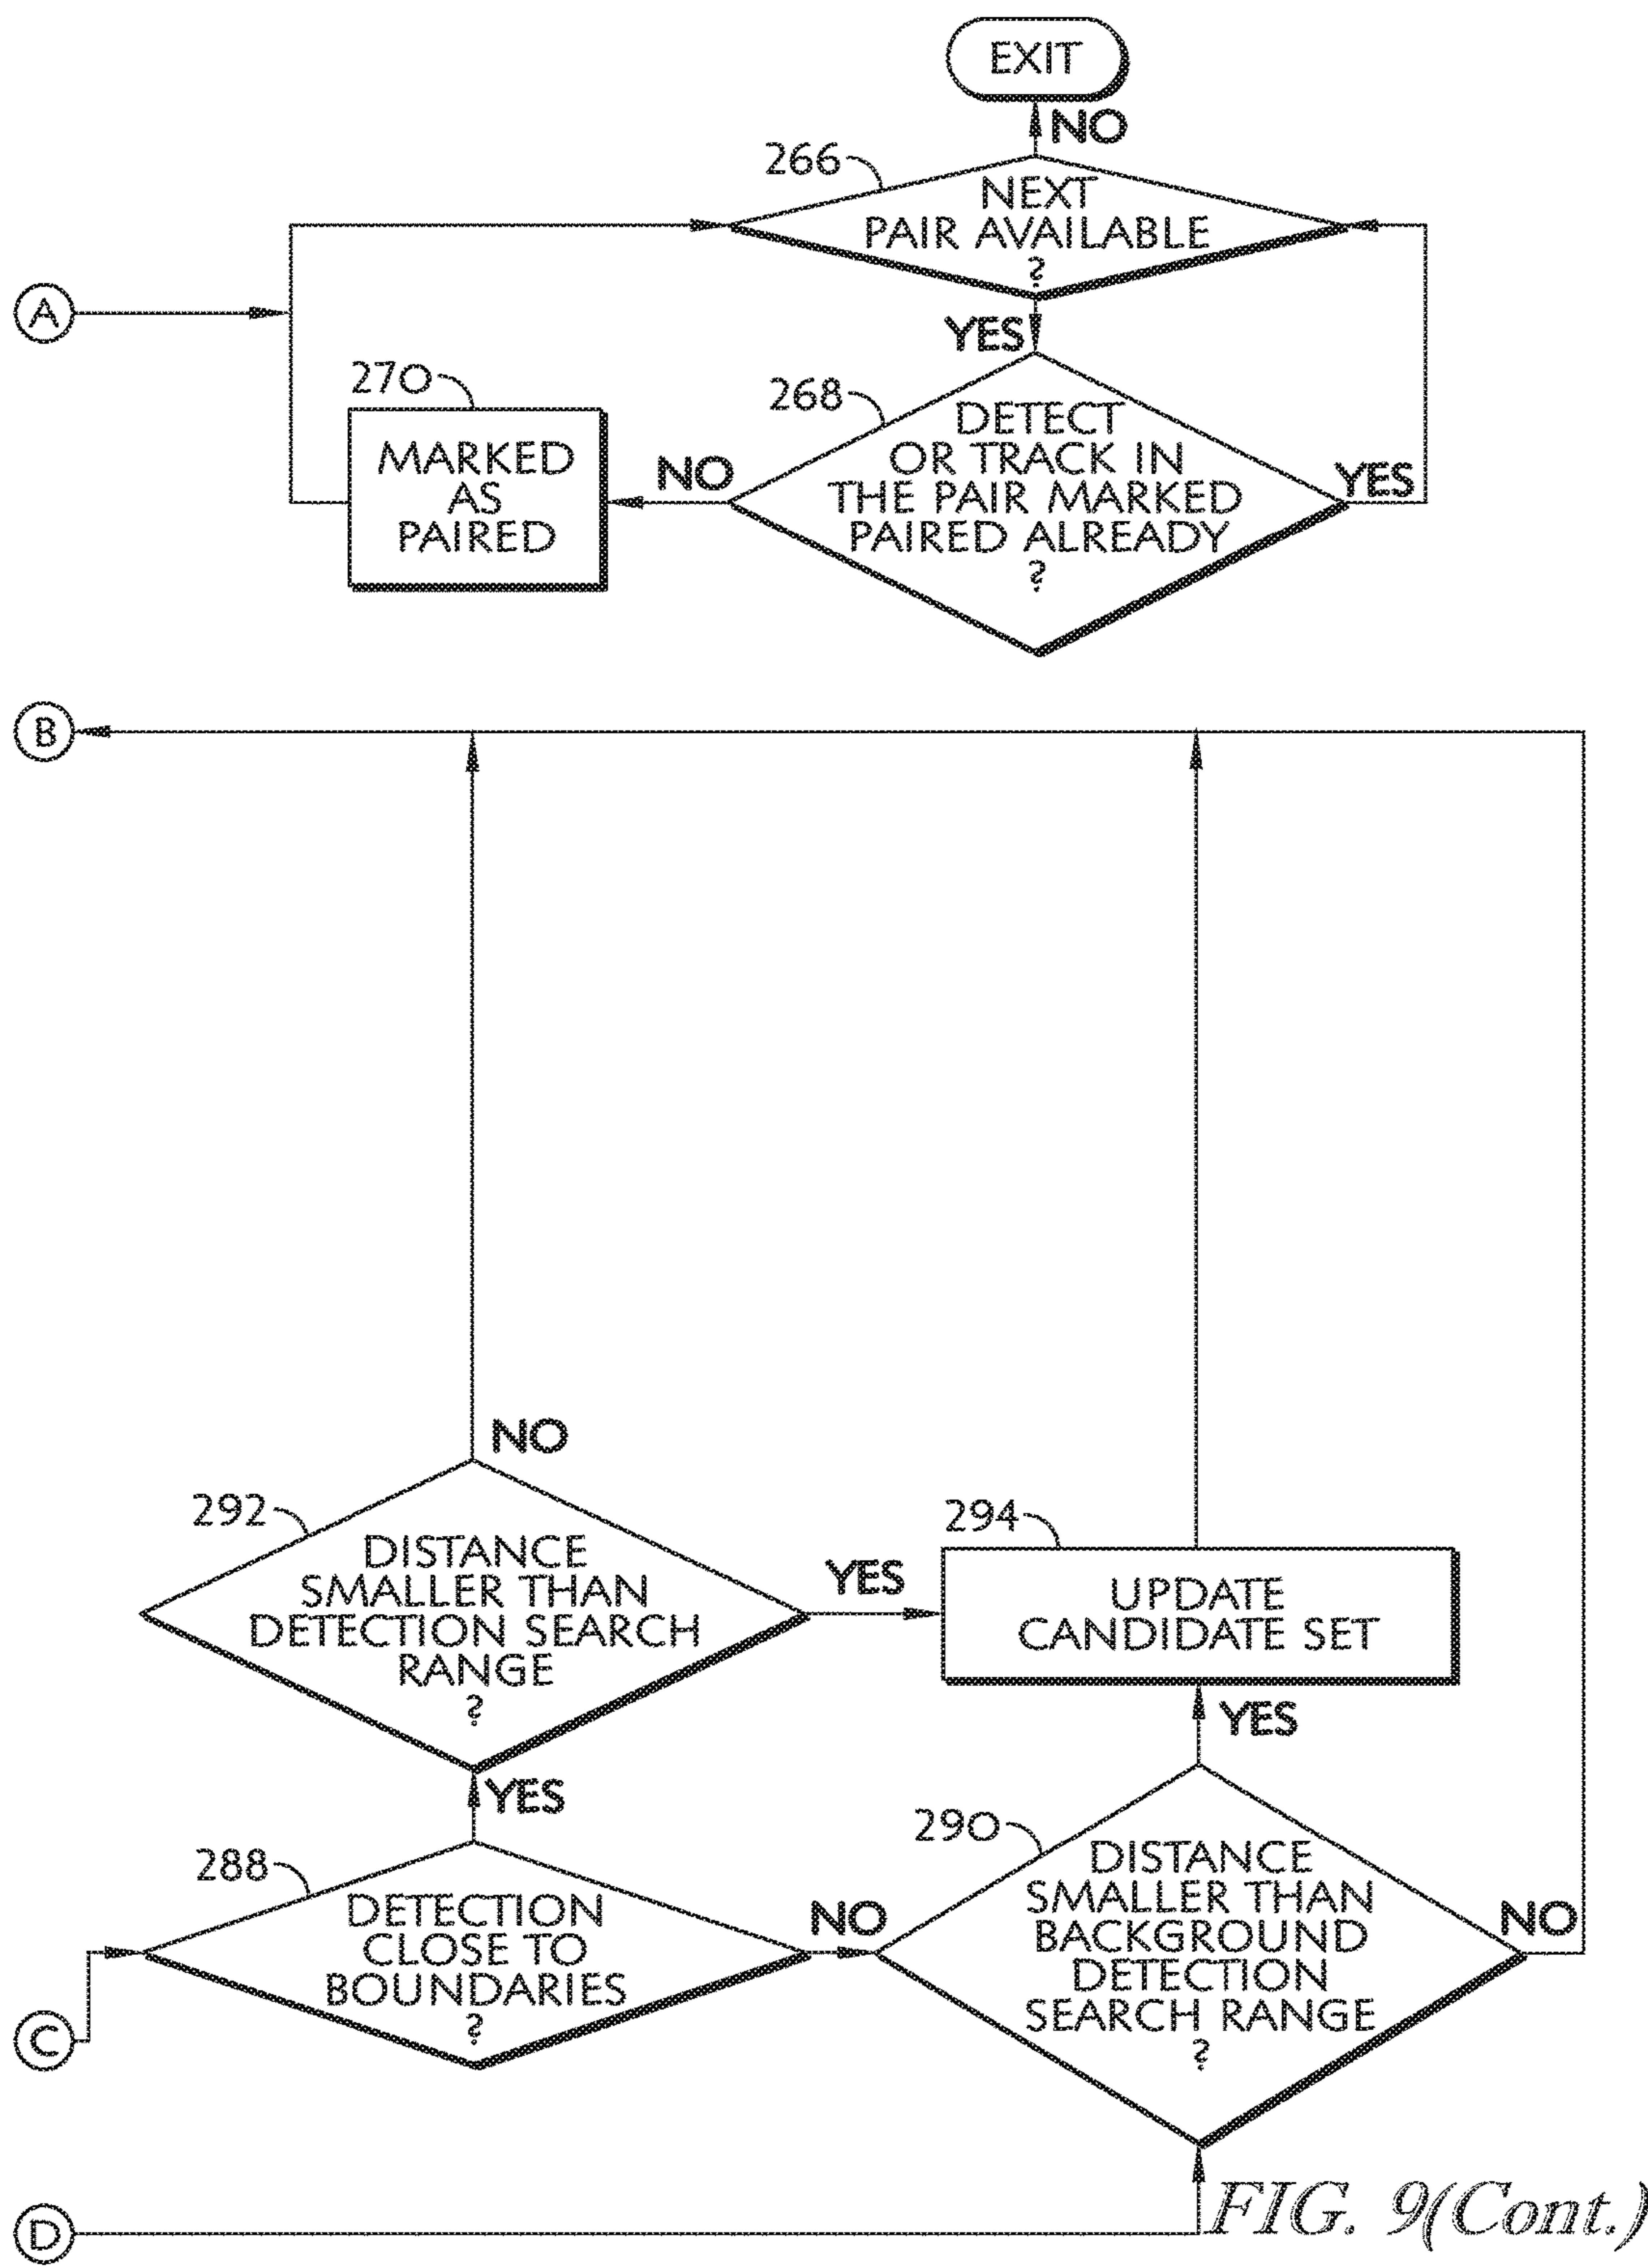 EXIT
NO
266
NEXT
PAIR AVAILABLE
?
A
YES
270
268
MARKED
AS
PAIRED
NO
DETECT
OR TRACK IN
THE PAIR MARKED
PAIRED ALREADY
?
YES
B
NO
292
DISTANCE
SMALLER THAN
DETECTION SEARCH
RANGE
?
YES
294
UPDATE
CANDIDATE SET
YES
YES
288
DETECTION
CLOSE TO
BOUNDARIES
?
NO
290
DISTANCE
SMALLER THAN
BACKGROUND
DETECTION
SEARCH RANGE
?
NO
C
D
FIG. 9(Cont.)